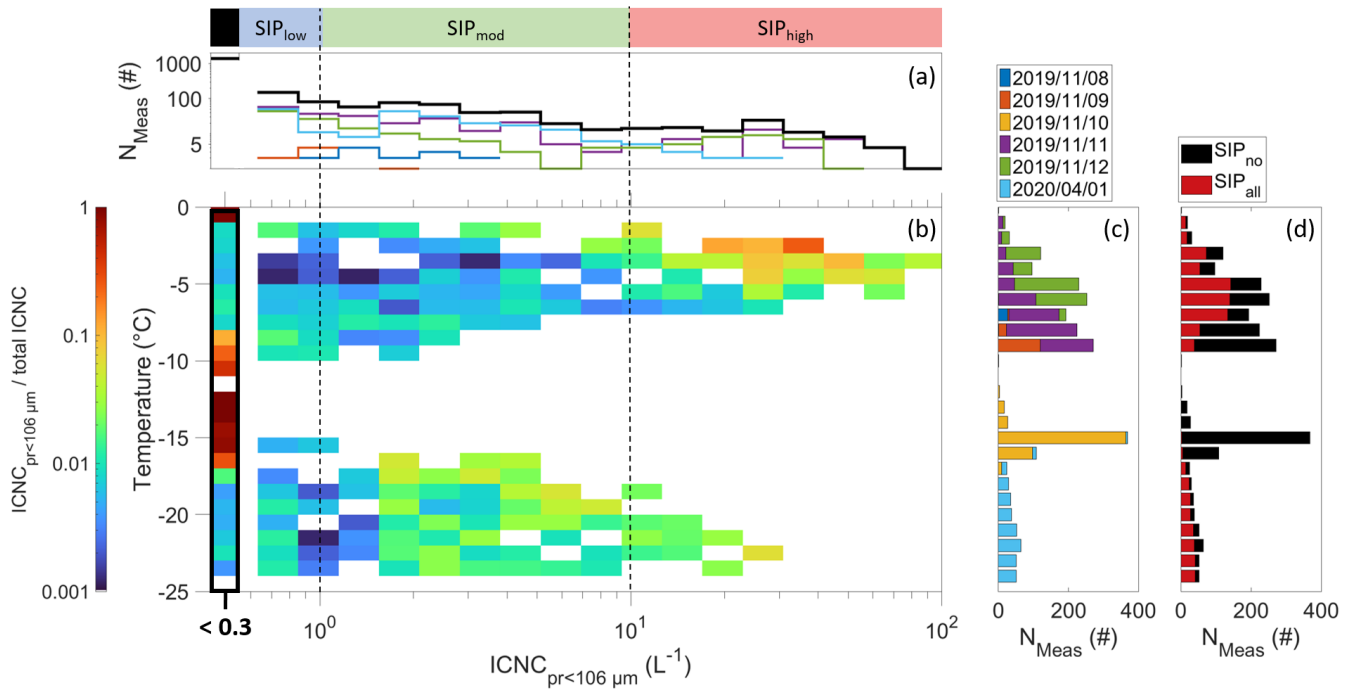 SIPlow SIPmod SIPhigh
1000
100
5
NMeas (#)
(a)
2019/11/08
2019/11/09
2019/11/10
2019/11/11
2019/11/12
2020/04/01
SIPno
SIPall
1
0.1
0.01
0.001
ICNCpr<106 μm / total ICNC
0
-5
-10
-15
-20
-25
Temperature (°C)
(b)
< 0.3
10^0 10^1 10^2
ICNCpr<106 μm (L^-1)
(c)
0 200 400
NMeas (#)
(d)
0 200 400
NMeas (#)